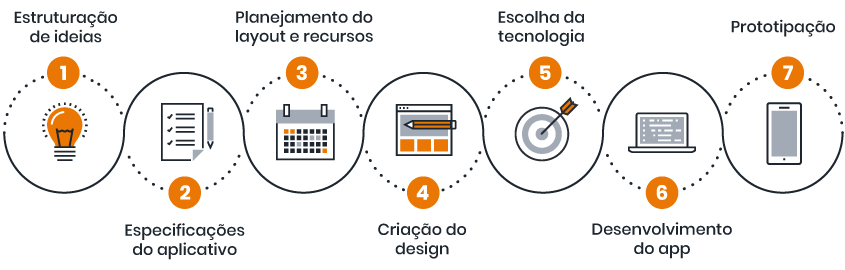 Estruturação
de ideias
1
2
Especificações
do aplicativo
Planejamento do
layout e recursos
3
4
Criação do
design
Escolha da
tecnologia
5
6
Desenvolvimento
do app
Prototipação
7